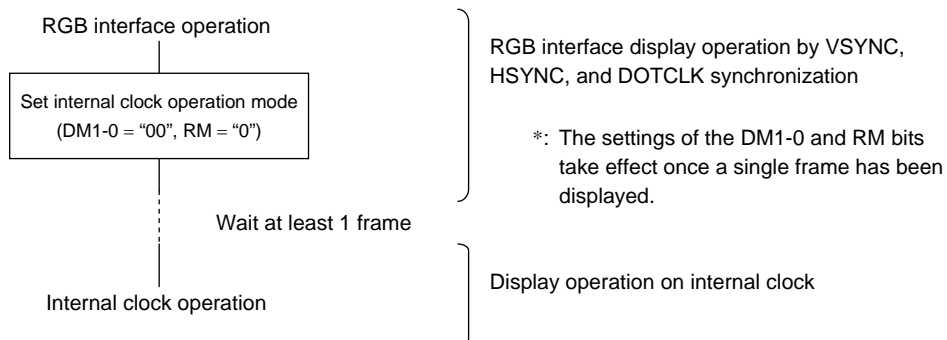 RGB interface operation
Set internal clock operation mode
(DM1-0 = “00”, RM = “0”)
Wait at least 1 frame
Internal clock operation
RGB interface display operation by VSYNC,
HSYNC, and DOTCLK synchronization
*: The settings of the DM1-0 and RM bits
take effect once a single frame has been
displayed.
Display operation on internal clock